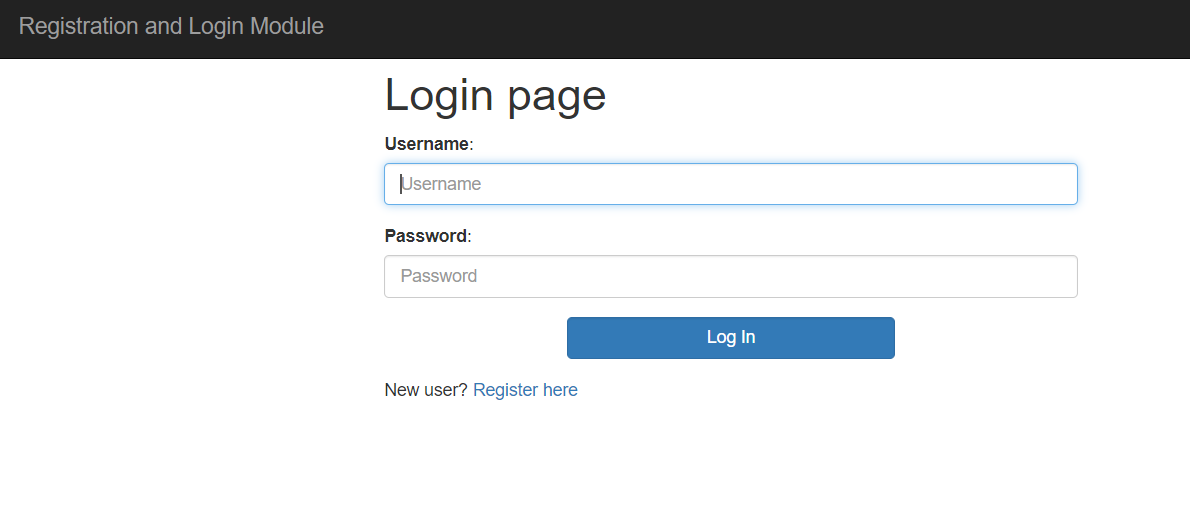 Registration and Login Module
Login page
Username:
Username
Password:
Password
Log In
New user? Register here